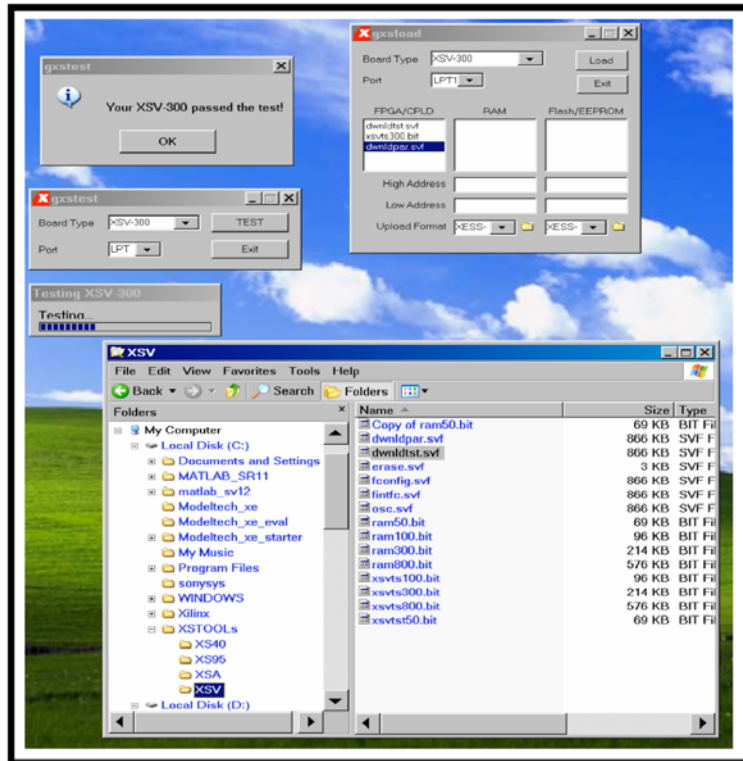 gxstest
Your XSV-300 passed the test!
OK
gxsload
Board Type XSV-300 Load
Port LPT1 Exit
FPGA/CPLD RAM Flash/EEPROM
dwnldtst.svf
xsvts300.bit
dwnldpar.svf
High Address
Low Address
Upload Format XESS- XESS-
gxstest
Board Type XSV-300 TEST
Port LPT Exit
Testing XSV-300
Testing...
XSV
File Edit View Favorites Tools Help
Back Search Folders
Folders
My Computer
Local Disk (C:)
Documents and Settings
MATLAB_SR11
matlab_sv12
Modeltech_xe
Modeltech_xe_eval
Modeltech_xe_starter
My Music
Program Files
sonysys
WINDOWS
Xilinx
XSTOOLs
XS40
XS95
XSA
XSV
Local Disk (D:)
Name Size Type
Copy of ram50.bit 69 KB BIT Fil
dwnldpar.svf 866 KB SVF F
dwnldtst.svf 866 KB SVF F
erase.svf 3 KB SVF F
fconfig.svf 866 KB SVF F
fintfc.svf 866 KB SVF F
osc.svf 866 KB SVF F
ram50.bit 69 KB BIT Fil
ram100.bit 96 KB BIT Fil
ram300.bit 214 KB BIT Fil
ram800.bit 576 KB BIT Fil
xsvts100.bit 96 KB BIT Fil
xsvts300.bit 214 KB BIT Fil
xsvts800.bit 576 KB BIT Fil
xsvtst50.bit 69 KB BIT Fil